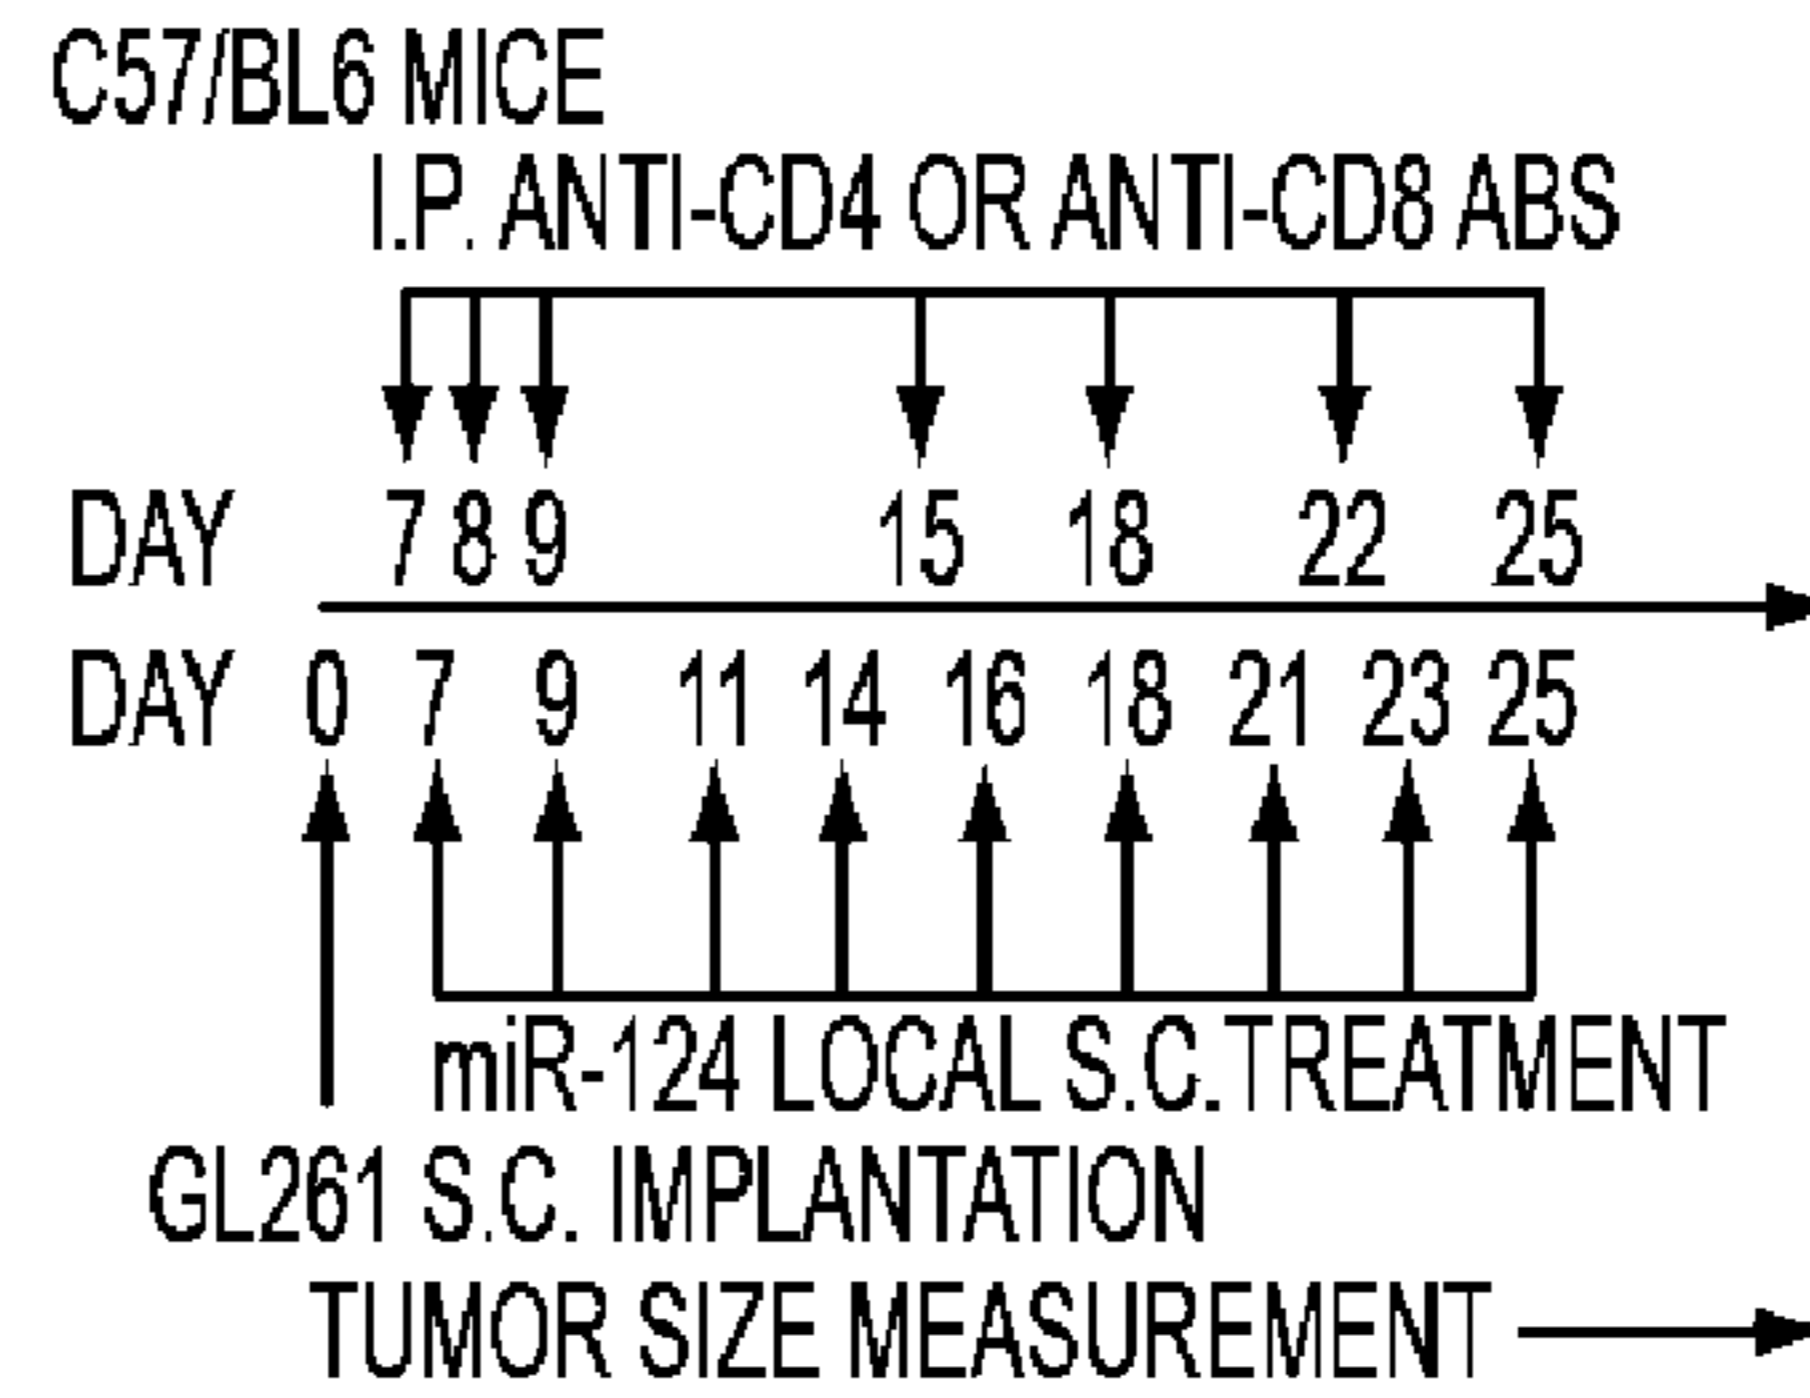 C57/BL6 MICE
I.P. ANTI-CD4 OR ANTI-CD8 ABS
DAY 7 8 9 15 18 22 25
DAY 0 7 9 11 14 16 18 21 23 25
miR-124 LOCAL S.C.TREATMENT
GL261 S.C. IMPLANTATION
TUMOR SIZE MEASUREMENT